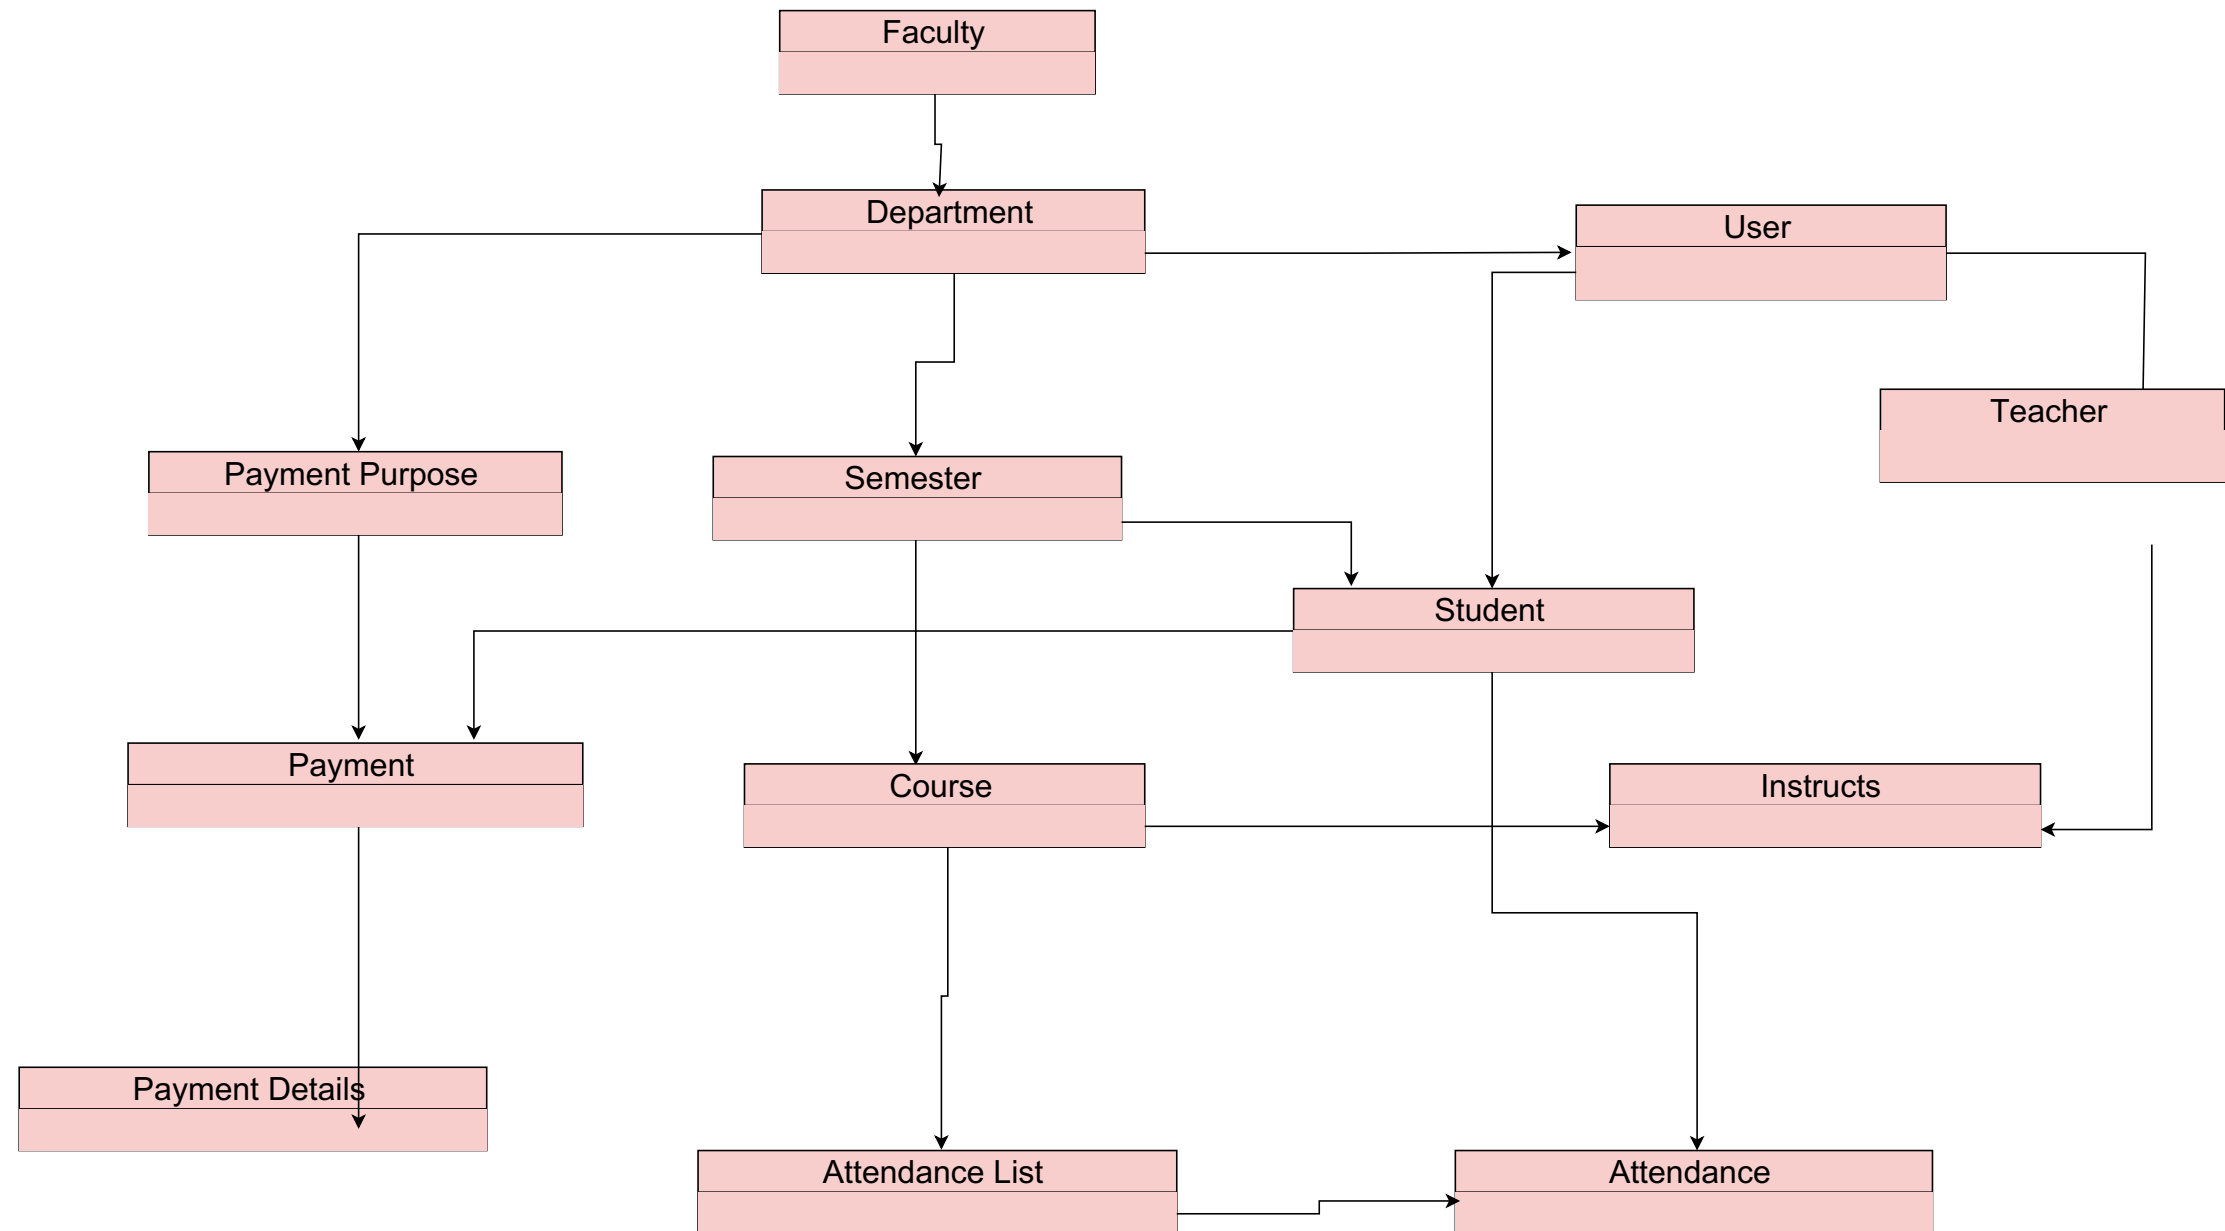 Faculty
Department
User
Teacher
Payment Purpose
Semester
Student
Payment
Course
Instructs
Payment Details
Attendance List
Attendance